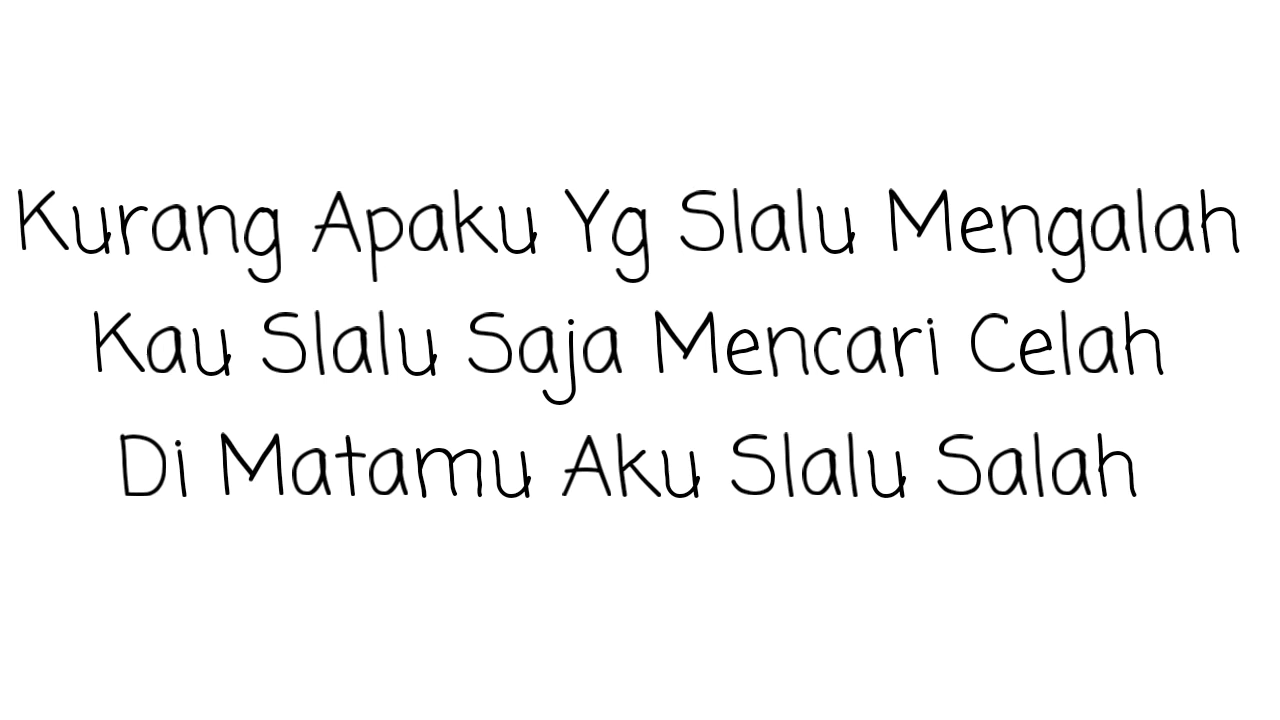 Kurang Apaku Yg Slalu Mengalah
Kau Slalu Saja Mencari Celah
Di Matamu Aku Slalu Salah